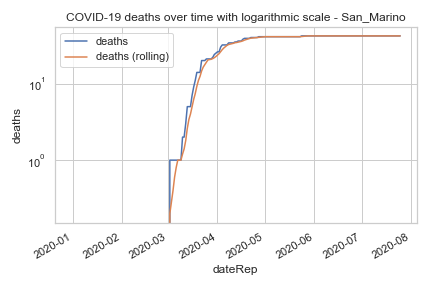 COVID-19 deaths over time with logarithmic scale - San_Marino
deaths
deaths (rolling)
10¹
10⁰
deaths
2020-01
2020-02
2020-03
2020-04
2020-05
2020-06
2020-07
2020-08
dateRep